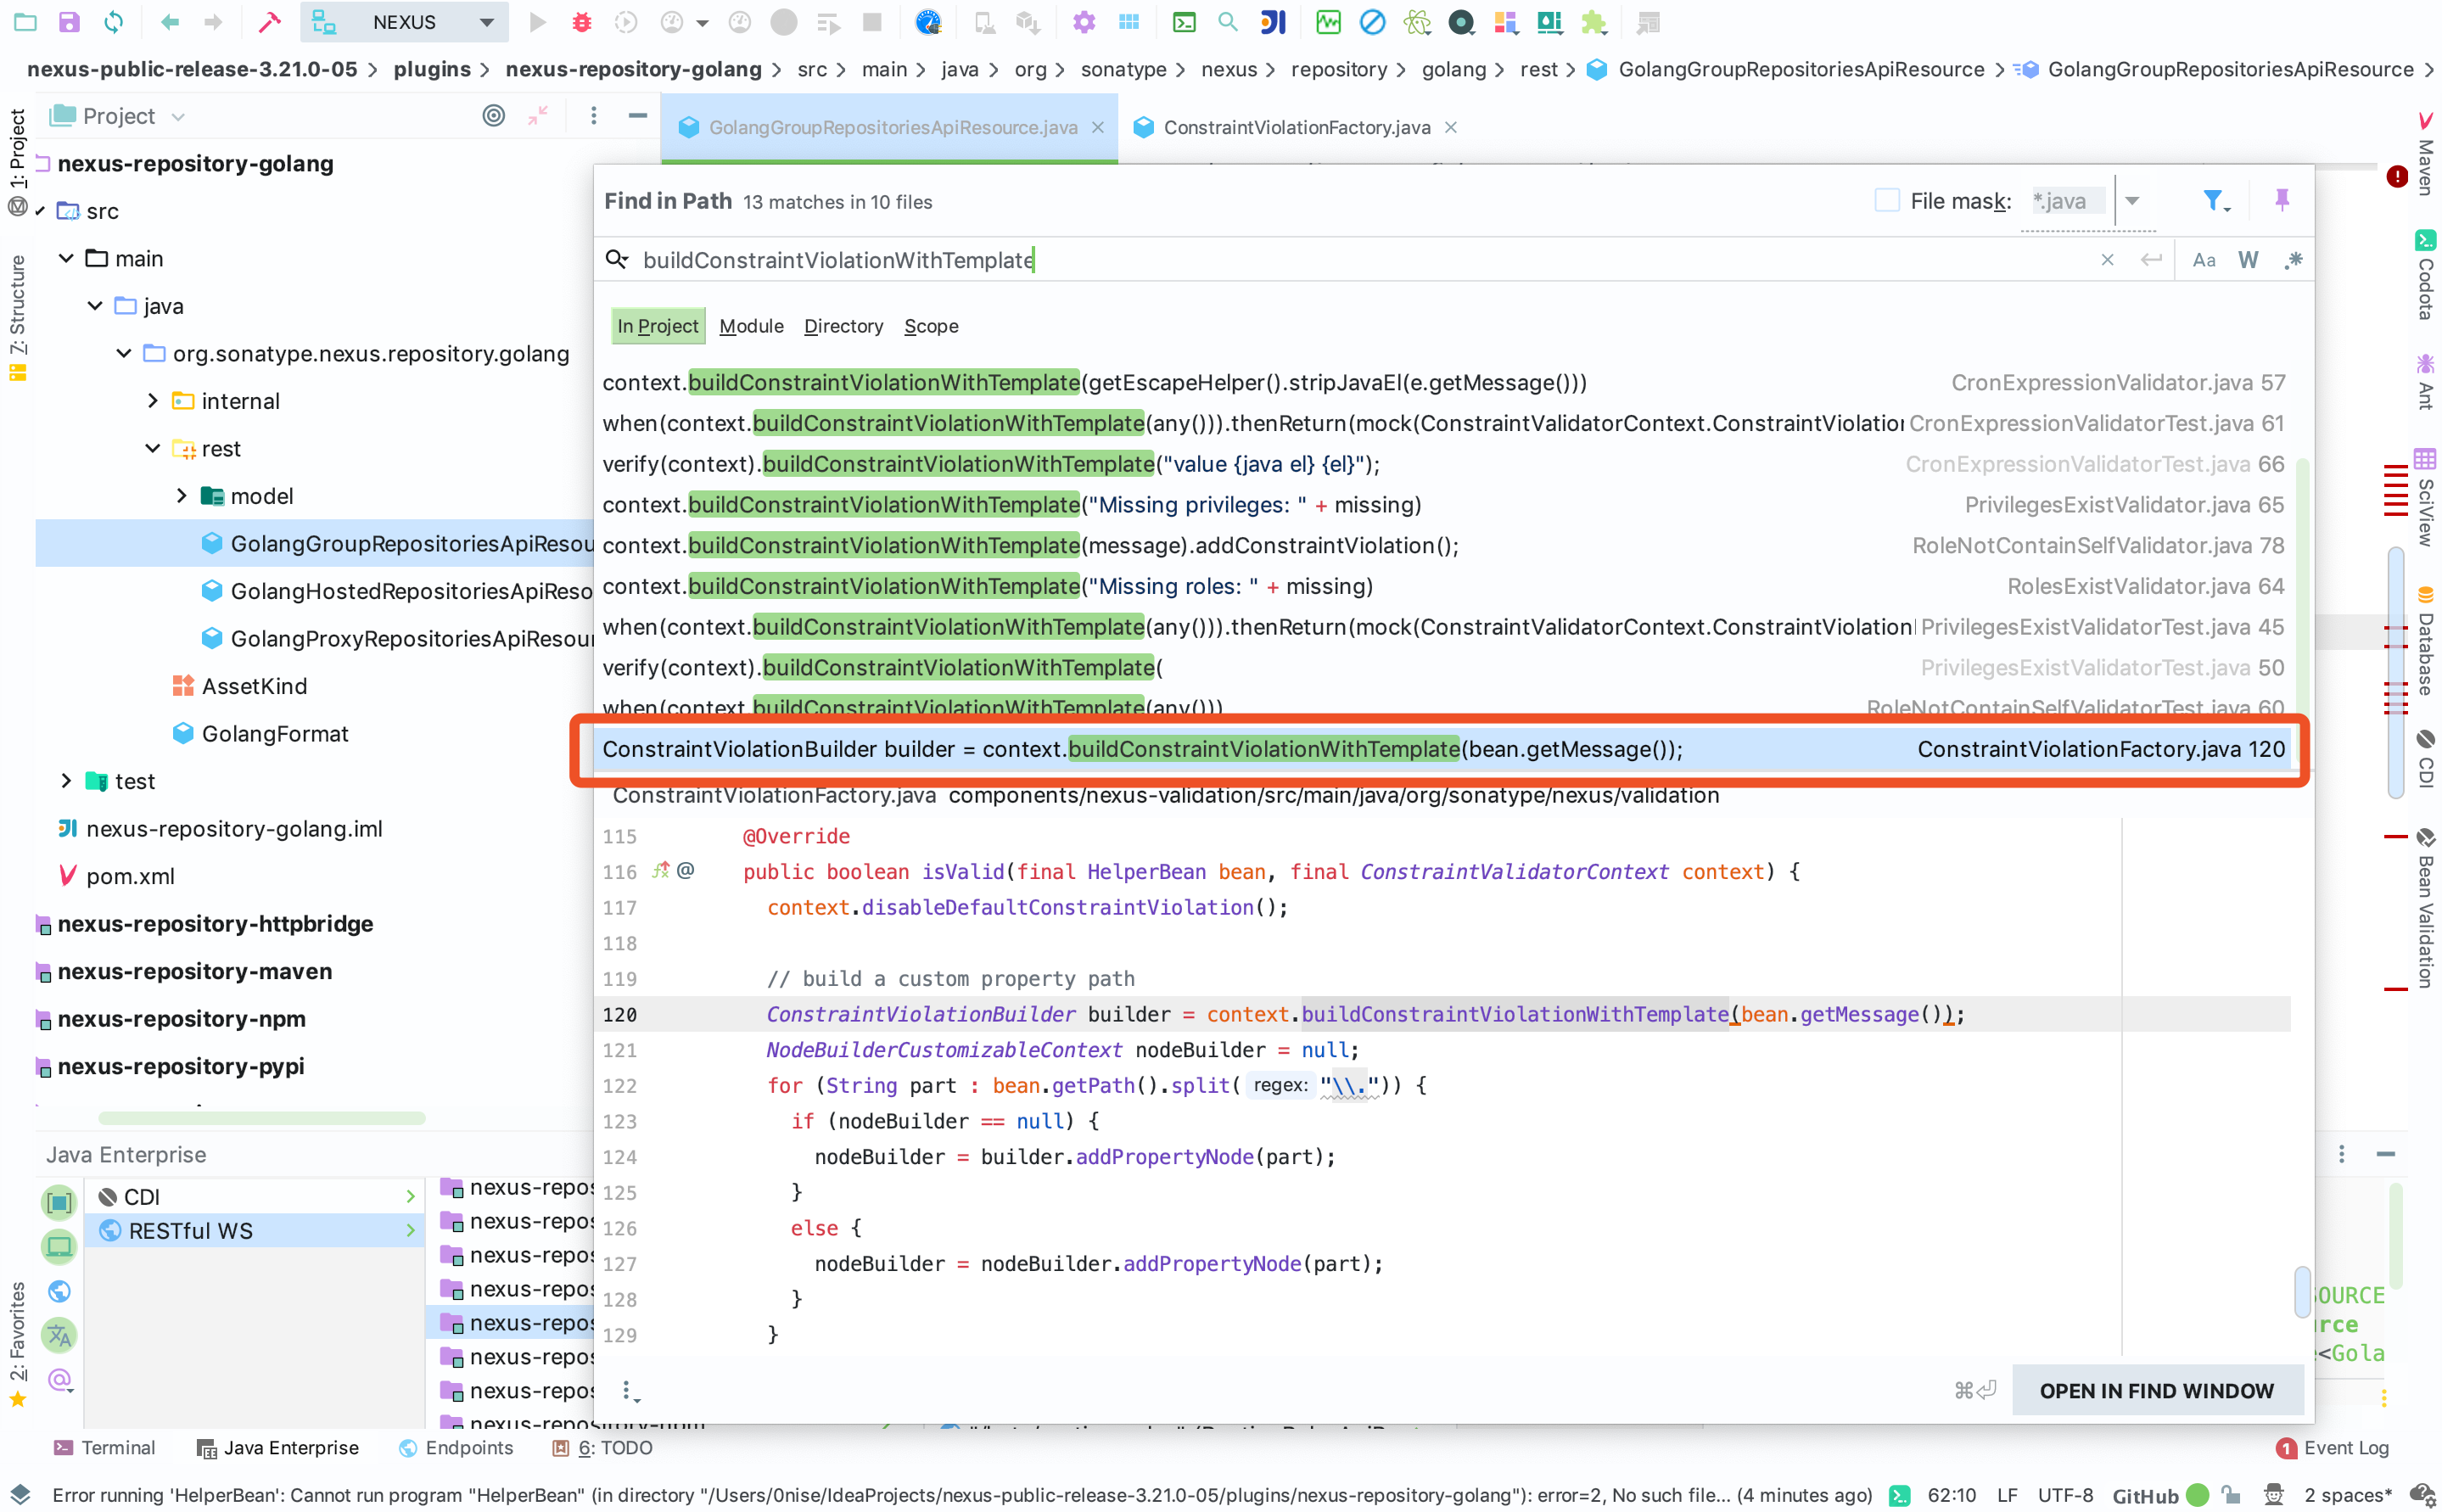 NEXUS
nexus-public-release-3.21.0-05 > plugins > nexus-repository-golang > src > main > java > org > sonatype > nexus > repository > golang > rest > GolangGroupRepositoriesApiResource > GolangGroupRepositoriesApiResource >
Project
GolangGroupRepositoriesApiResource.java
ConstraintViolationFactory.java
1: Project
7: Structure
2: Favorites
nexus-repository-golang
src
main
java
org.sonatype.nexus.repository.golang
internal
rest
model
GolangGroupRepositoriesApiResou
GolangHostedRepositoriesApiReso
GolangProxyRepositoriesApiResour
AssetKind
GolangFormat
test
nexus-repository-golang.iml
pom.xml
nexus-repository-httpbridge
nexus-repository-maven
nexus-repository-npm
nexus-repository-pypi
Find in Path 13 matches in 10 files
File mask: *.java
buildConstraintViolationWithTemplate
Aa W .*
In Project Module Directory Scope
context.buildConstraintViolationWithTemplate(getEscapeHelper().stripJavaEl(e.getMessage())) CronExpressionValidator.java 57
when(context.buildConstraintViolationWithTemplate(any())).thenReturn(mock(ConstraintValidatorContext.ConstraintViolation CronExpressionValidatorTest.java 61
verify(context).buildConstraintViolationWithTemplate("value {java el} {el}"); CronExpressionValidatorTest.java 66
context.buildConstraintViolationWithTemplate("Missing privileges: " + missing) PrivilegesExistValidator.java 65
context.buildConstraintViolationWithTemplate(message).addConstraintViolation(); RoleNotContainSelfValidator.java 78
context.buildConstraintViolationWithTemplate("Missing roles: " + missing) RolesExistValidator.java 64
when(context.buildConstraintViolationWithTemplate(any())).thenReturn(mock(ConstraintValidatorContext.ConstraintViolation PrivilegesExistValidatorTest.java 45
verify(context).buildConstraintViolationWithTemplate( PrivilegesExistValidatorTest.java 50
when(context.buildConstraintViolationWithTemplate(any())) RoleNotContainSelfValidatorTest.java 60
ConstraintViolationBuilder builder = context.buildConstraintViolationWithTemplate(bean.getMessage()); ConstraintViolationFactory.java 120
ConstraintViolationFactory.java components/nexus-validation/src/main/java/org/sonatype/nexus/validation
115 @Override
116 @ public boolean isValid(final HelperBean bean, final ConstraintValidatorContext context) {
117 context.disableDefaultConstraintViolation();
118
119 // build a custom property path
120 ConstraintViolationBuilder builder = context.buildConstraintViolationWithTemplate(bean.getMessage());
121 NodeBuilderCustomizableContext nodeBuilder = null;
122 for (String part : bean.getPath().split( regex: "\\.")) {
123 if (nodeBuilder == null) {
124 nodeBuilder = builder.addPropertyNode(part);
125 }
126 else {
127 nodeBuilder = nodeBuilder.addPropertyNode(part);
128 }
129 }
OPEN IN FIND WINDOW
Java Enterprise
CDI
RESTful WS
nexus-repos
nexus-repos
nexus-repos
nexus-repos
nexus-repos
nexus-repos
nexus-repos
OURCE
rce
<Gola
Maven
Codota
Ant
SciView
Database
CDI
Bean Validation
Terminal
Java Enterprise
Endpoints
6: TODO
1 Event Log
Error running 'HelperBean': Cannot run program "HelperBean" (in directory "/Users/0nise/IdeaProjects/nexus-public-release-3.21.0-05/plugins/nexus-repository-golang"): error=2, No such file... (4 minutes ago) 62:10 LF UTF-8 GitHub 2 spaces*